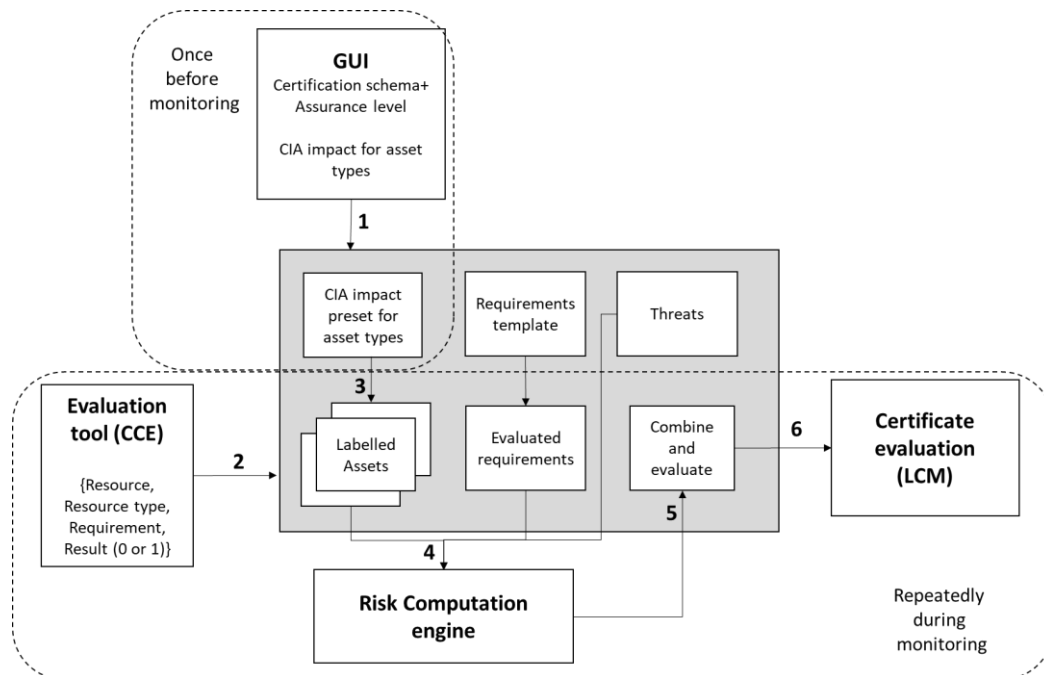 Once
before
monitoring
GUI
Certification schema+
Assurance level
CIA impact for asset
types
1
CIA impact
preset for
asset types
Requirements
template
Threats
3
Evaluation
tool (CCE)
{Resource,
Resource type,
Requirement,
Result (0 or 1)}
2
Labelled
Assets
Evaluated
requirements
Combine
and
evaluate
6
Certificate
evaluation
(LCM)
4
5
Risk Computation
engine
Repeatedly
during
monitoring